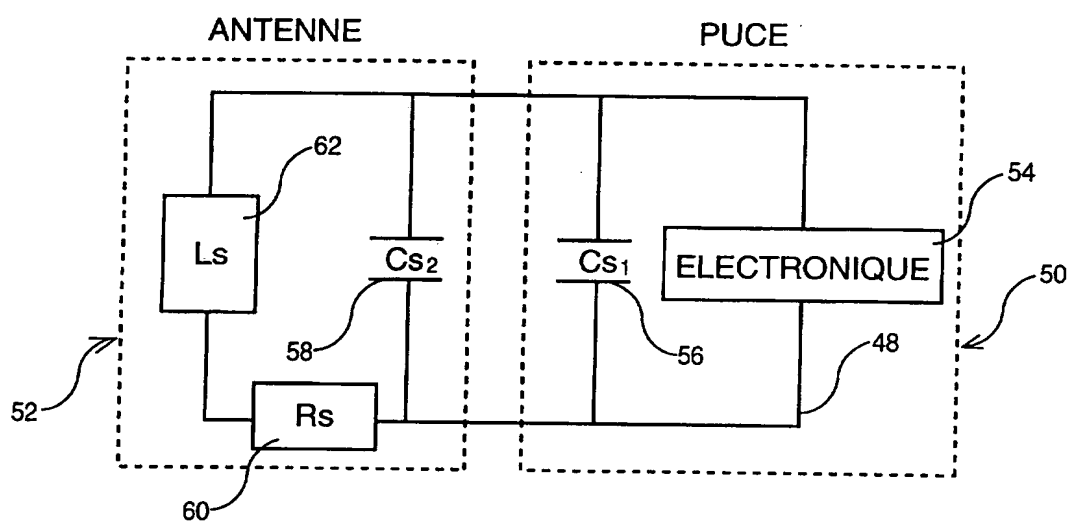 ANTENNE
PUCE
62
54
Ls
Cs2
Cs1
ELECTRONIQUE
50
58
56
48
52
Rs
60